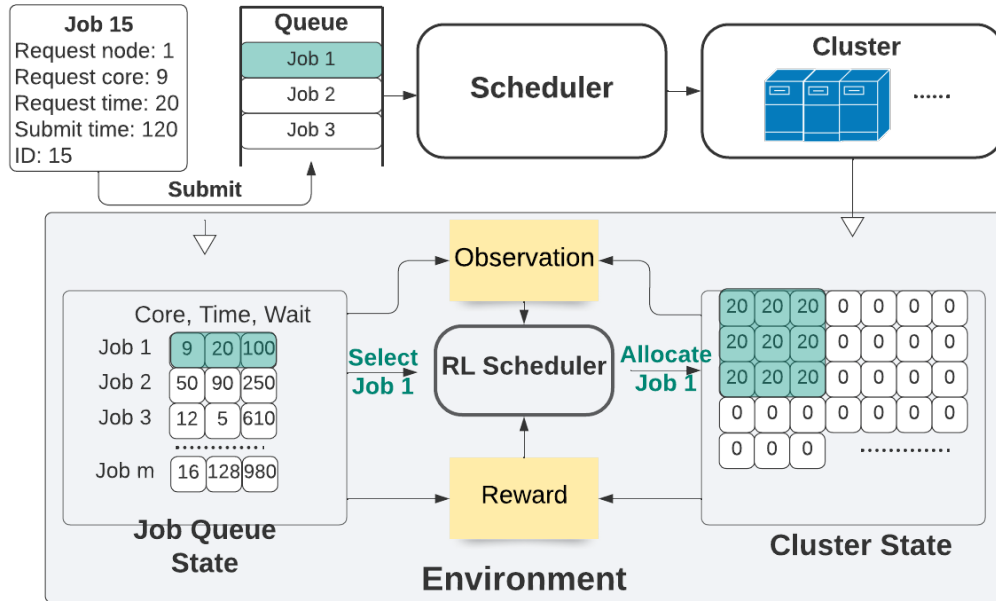 Job 15
Request node: 1
Request core: 9
Request time: 20
Submit time: 120
ID: 15
Submit
Queue
Job 1
Job 2
Job 3
Scheduler
Cluster
......
Observation
Core, Time, Wait
Job 1 9 20 100
Job 2 50 90 250
Job 3 12 5 610
Job m 16 128 980
Job Queue
State
Select
Job 1
RL Scheduler
Allocate
Job 1
Reward
20 20 20 0 0 0 0
20 20 20 0 0 0 0
20 20 20 0 0 0 0
0 0 0 0 0 0 0
0 0 0
Cluster State
Environment